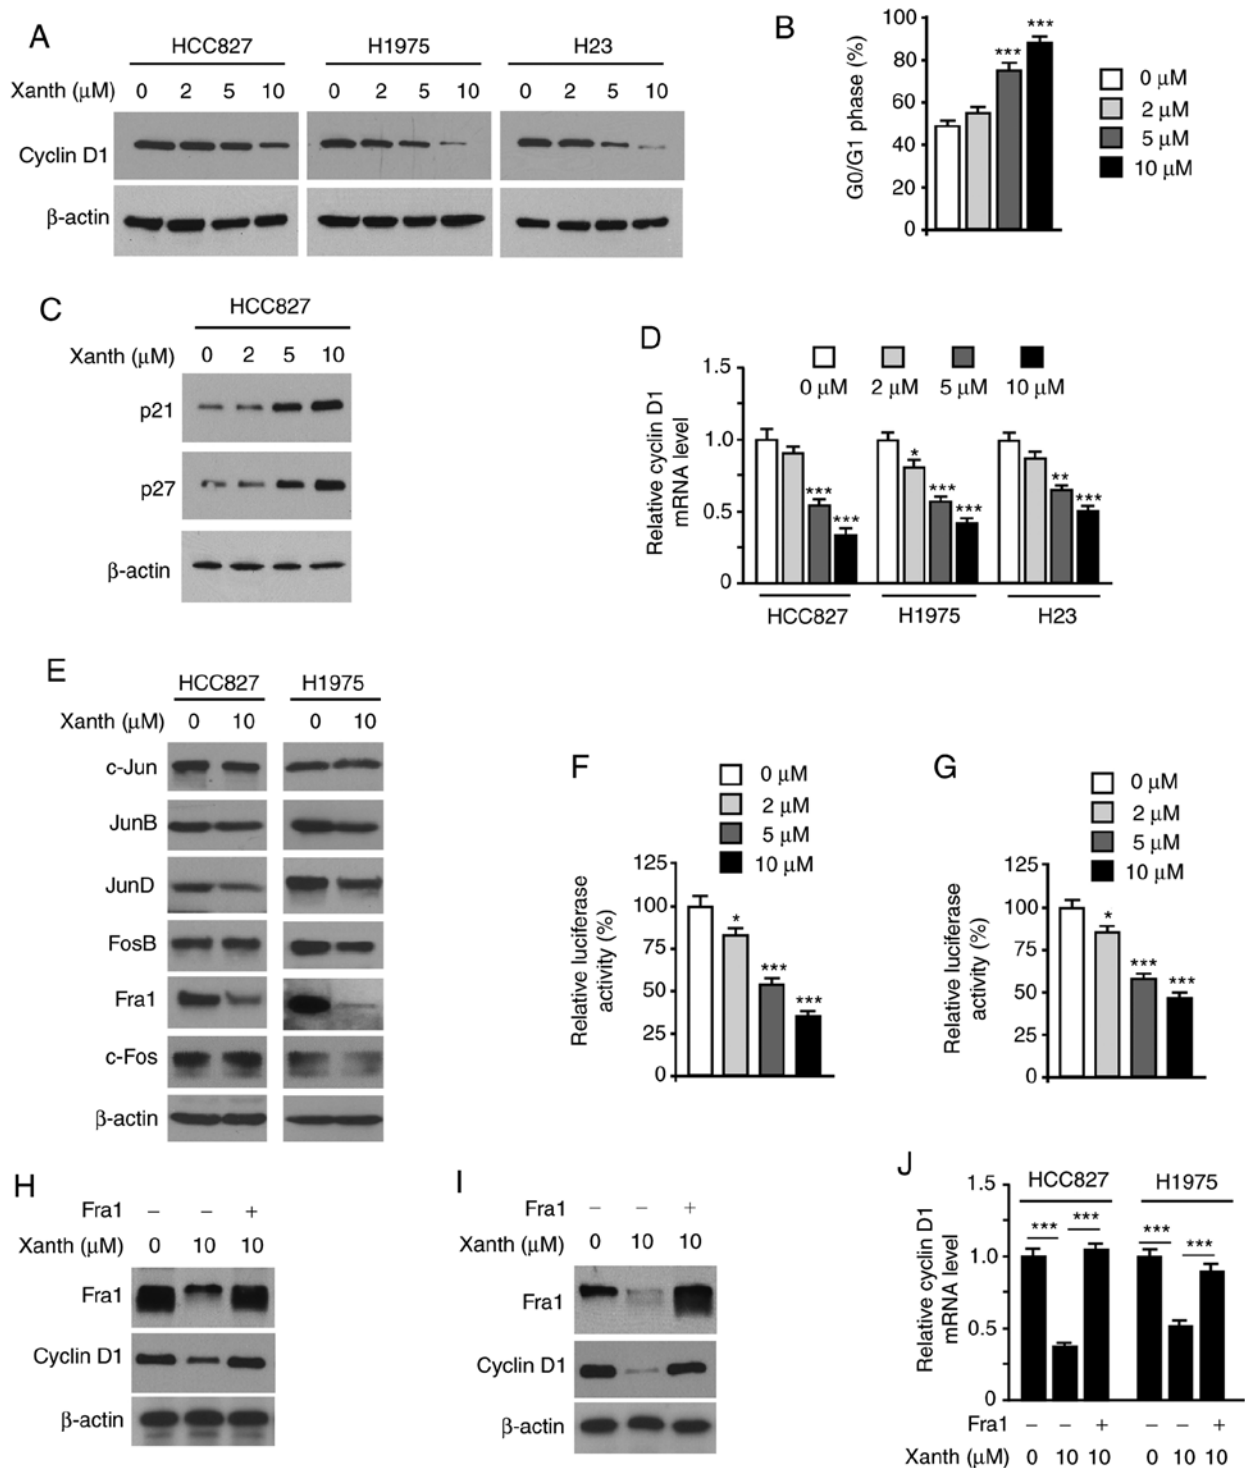 A
HCC827 H1975 H23
Xanth (μM) 0 2 5 10 0 2 5 10 0 2 5 10
Cyclin D1
β-actin
B
G0/G1 phase (%)
100
80
60
40
20
0
*** ***
0 μM
2 μM
5 μM
10 μM
C
HCC827
Xanth (μM) 0 2 5 10
p21
p27
β-actin
D
Relative cyclin D1
mRNA level
1.5
1.0
0.5
0
0 μM 2 μM 5 μM 10 μM
*** *** * *** *** ** ***
HCC827 H1975 H23
E
HCC827 H1975
Xanth (μM) 0 10 0 10
c-Jun
JunB
JunD
FosB
Fra1
c-Fos
β-actin
F
0 μM
2 μM
5 μM
10 μM
Relative luciferase
activity (%)
125
100
75
50
25
0
* *** ***
G
0 μM
2 μM
5 μM
10 μM
Relative luciferase
activity (%)
125
100
75
50
25
0
* *** ***
H
Fra1 – – +
Xanth (μM) 0 10 10
Fra1
Cyclin D1
β-actin
I
Fra1 – – +
Xanth (μM) 0 10 10
Fra1
Cyclin D1
β-actin
J
HCC827 H1975
Relative cyclin D1
mRNA level
1.5
1.0
0.5
0
*** *** *** ***
Fra1 – – + – – +
Xanth (μM) 0 10 10 0 10 10